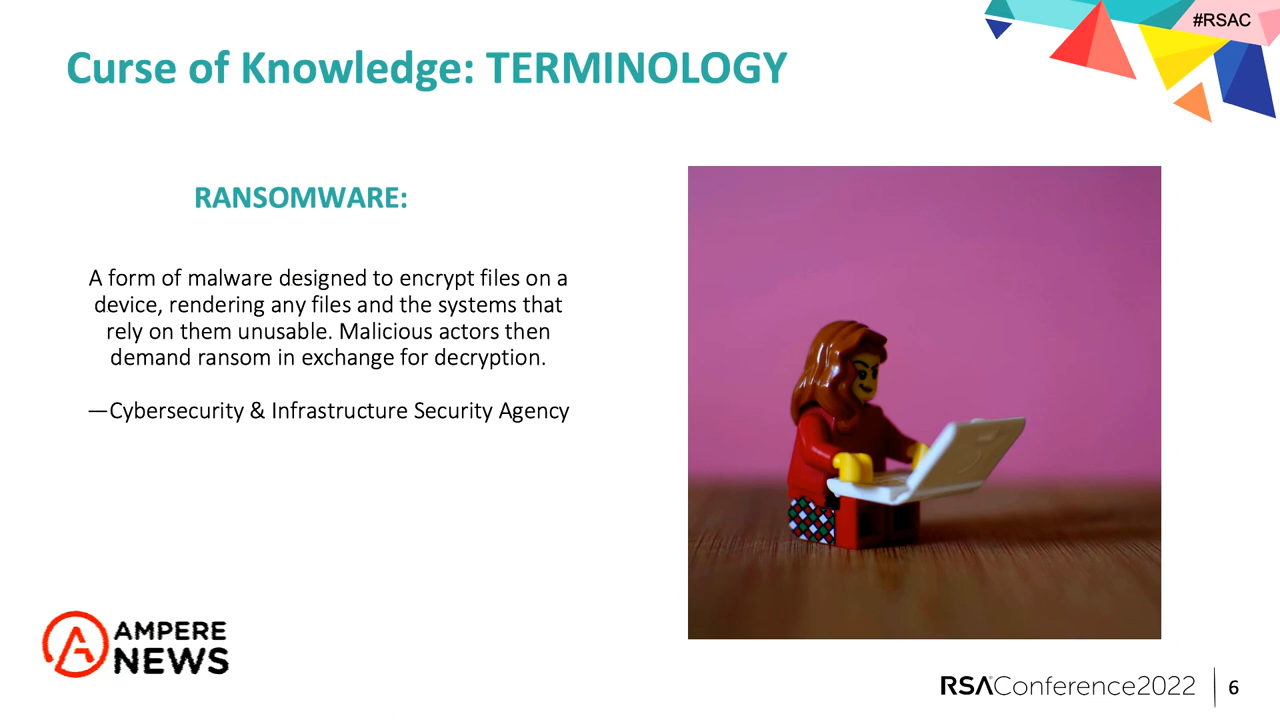 #RSAC
Curse of Knowledge: TERMINOLOGY
RANSOMWARE:
A form of malware designed to encrypt files on a
device, rendering any files and the systems that
rely on them unusable. Malicious actors then
demand ransom in exchange for decryption.
—Cybersecurity & Infrastructure Security Agency
AMPERE
NEWS
RSAConference2022
6